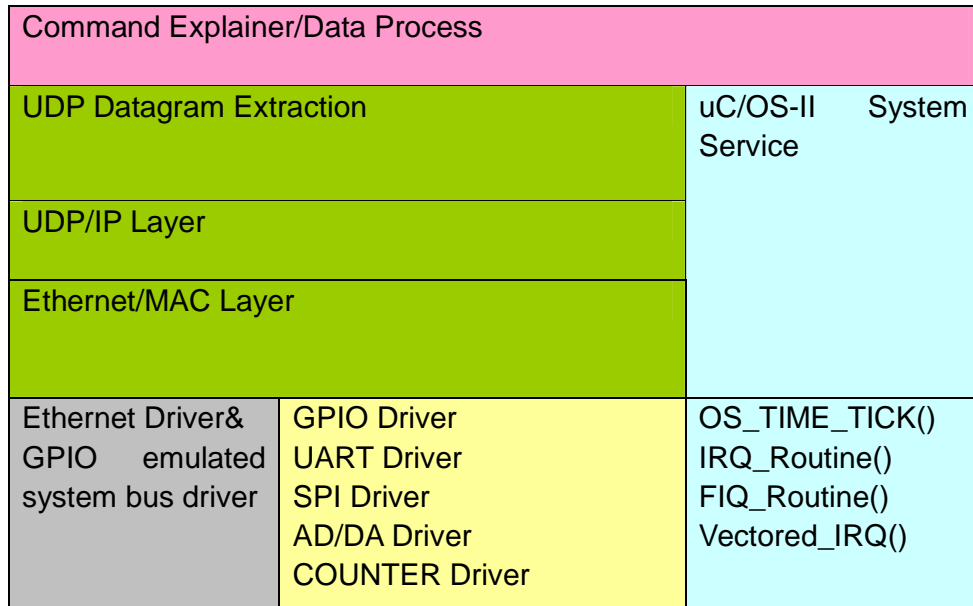 Command Explainer/Data Process
UDP Datagram Extraction
uC/OS-II System
Service
UDP/IP Layer
Ethernet/MAC Layer
Ethernet Driver&
GPIO emulated
system bus driver
GPIO Driver
UART Driver
SPI Driver
AD/DA Driver
COUNTER Driver
OS_TIME_TICK()
IRQ_Routine()
FIQ_Routine()
Vectored_IRQ()